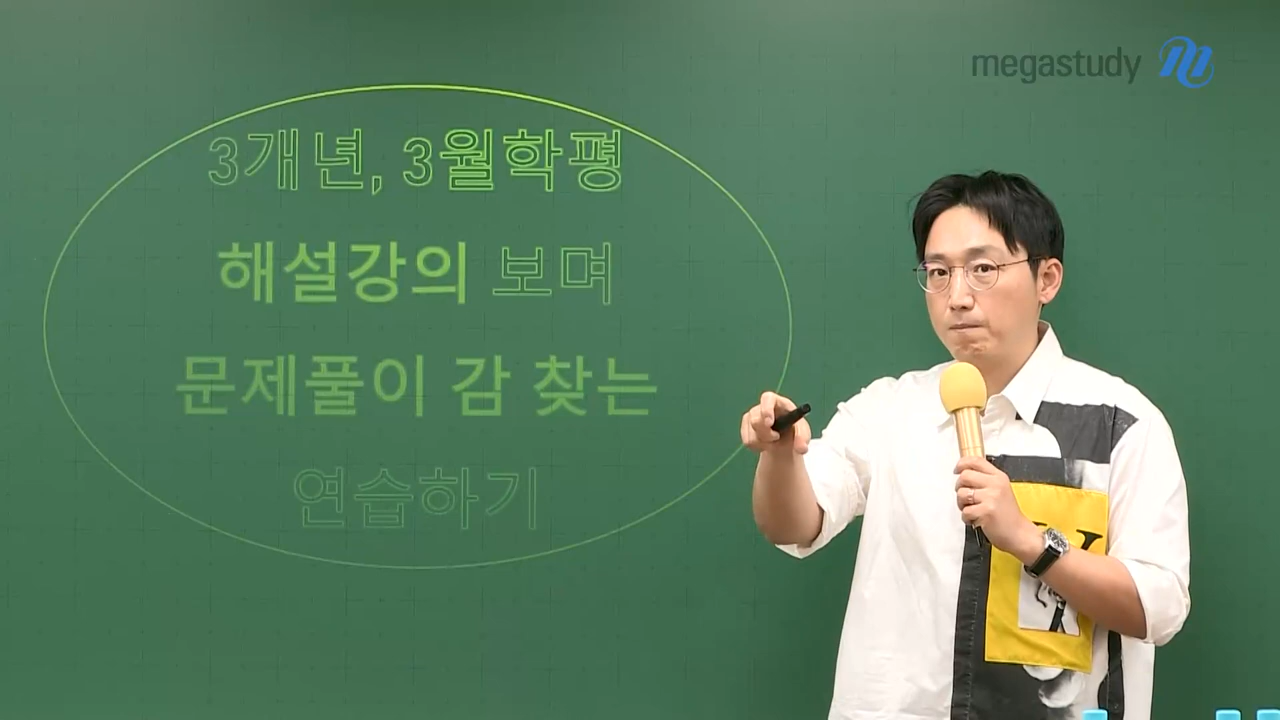 megastudy
3개년, 3월학평
해설강의 보며
문제풀이 감 찾는
연습하기